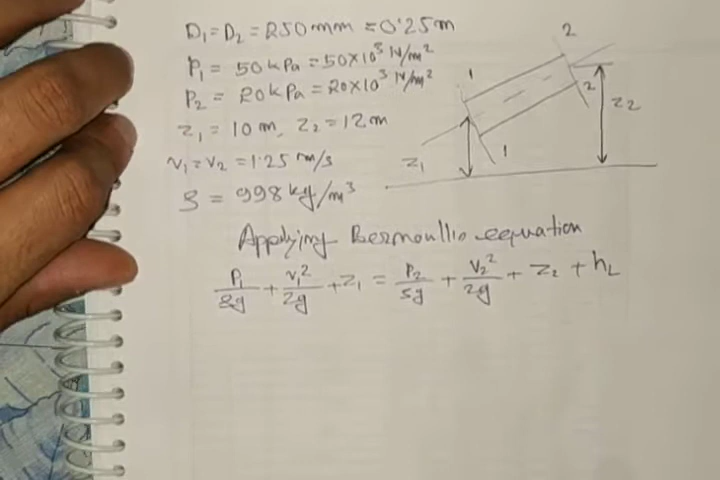 D₁ = D₂ = 250 mm = 0.25 m
P₁ = 50 kPa = 50×10³ N/m²
P₂ = 20 kPa = 20×10³ N/m²
Z₁ = 10 m, Z₂ = 12 m
v₁ = v₂ = 1.25 m/s
ρ = 998 kg/m³
2
1
2
Z₂
Z₁
1
Applying Bernoullis equation
P₁/ρg + v₁²/2g + Z₁ = P₂/ρg + V₂²/2g + Z₂ + h_L